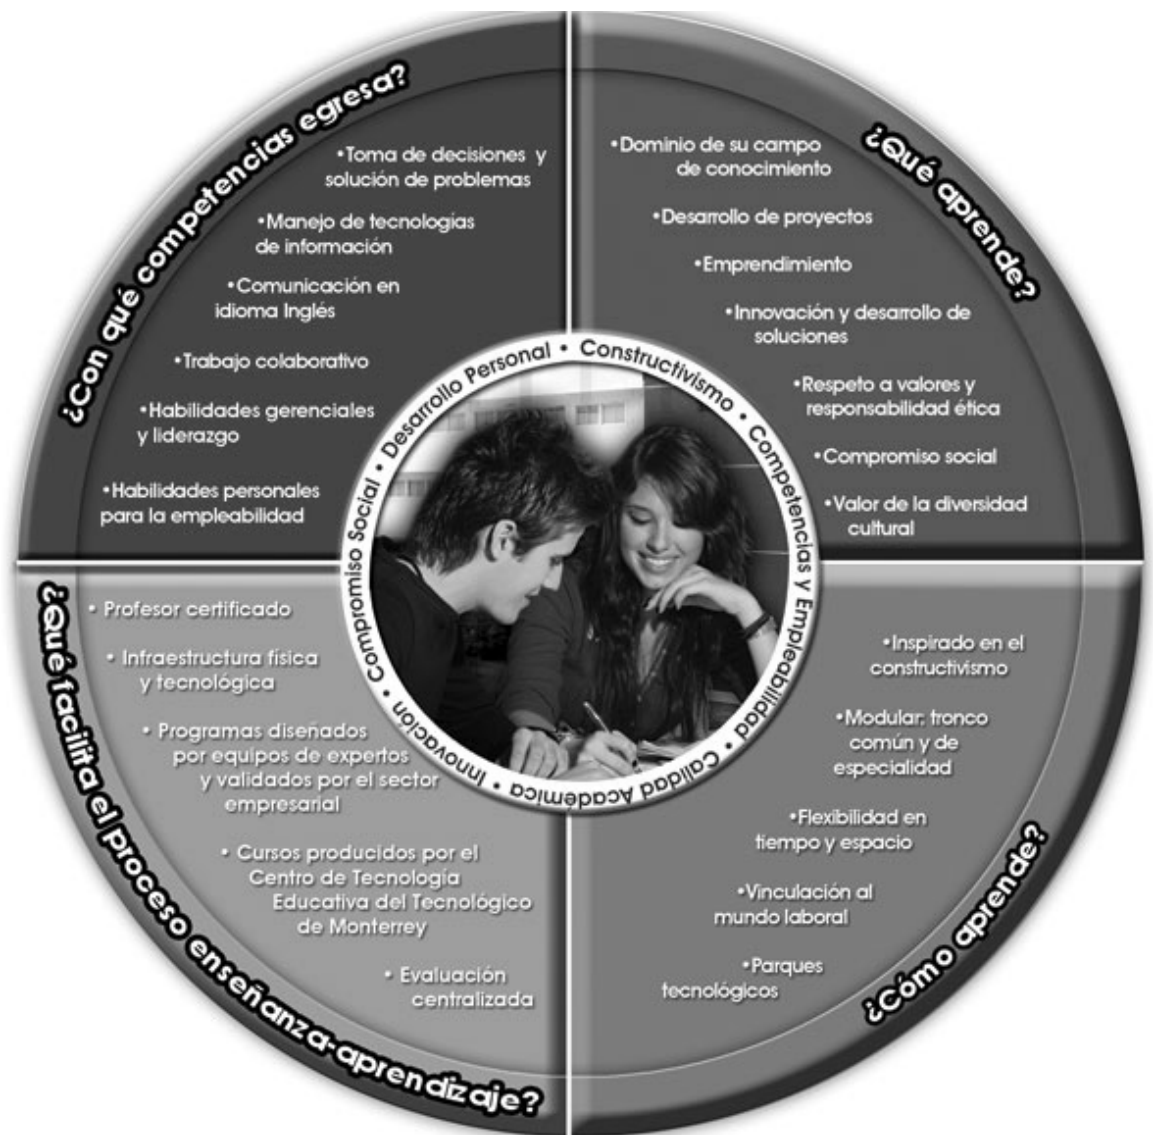 ¿Con qué competencias egresa?
•Toma de decisiones y
solución de problemas
•Manejo de tecnologías
de información
•Comunicación en
idioma Inglés
•Trabajo colaborativo
•Habilidades gerenciales
y liderazgo
•Habilidades personales
para la empleabilidad
¿Qué aprende?
•Dominio de su campo
de conocimiento
•Desarrollo de proyectos
•Emprendimiento
•Innovación y desarrollo de
soluciones
•Respeto a valores y
responsabilidad ética
•Compromiso social
•Valor de la diversidad
cultural
• Constructivismo • Competencias y Empleabilidad • Calidad Académica • Innovación • Compromiso Social • Desarrollo Personal
¿Qué facilita el proceso enseñanza-aprendizaje?
• Profesor certificado
• Infraestructura física
y tecnológica
• Programas diseñados
por equipos de expertos
y validados por el sector
empresarial
• Cursos producidos por el
Centro de Tecnología
Educativa del Tecnológico
de Monterrey
• Evaluación
centralizada
¿Cómo aprende?
•Inspirado en el
constructivismo
•Modular: tronco
común y de
especialidad
•Flexibilidad en
tiempo y espacio
•Vinculación al
mundo laboral
•Parques
tecnológicos